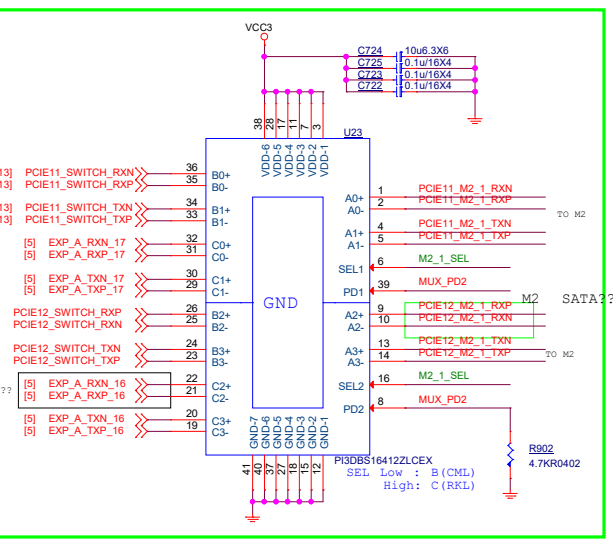 VCC3
C724 10u6.3X6
C725 0.1u/16X4
C723 0.1u/16X4
C722 0.1u/16X4
38 28 17 11 7 3
U23
VDD-6 VDD-5 VDD-4 VDD-3 VDD-2 VDD-1
13] PCIE11_SWITCH_RXN 36 B0+
13] PCIE11_SWITCH_RXP 35 B0-
13] PCIE11_SWITCH_TXN 34 B1+
13] PCIE11_SWITCH_TXP 33 B1-
[5] EXP_A_RXN_17 32 C0+
[5] EXP_A_RXP_17 31 C0-
[5] EXP_A_TXN_17 30 C1+
[5] EXP_A_TXP_17 29 C1-
PCIE12_SWITCH_RXP 26 B2+
PCIE12_SWITCH_RXN 25 B2-
PCIE12_SWITCH_TXN 24 B3+
PCIE12_SWITCH_TXP 23 B3-
?? [5] EXP_A_RXN_16 22 C2+
[5] EXP_A_RXP_16 21 C2-
[5] EXP_A_TXN_16 20 C3+
[5] EXP_A_TXP_16 19 C3-
GND
A0+ 1 PCIE11_M2_1_RXN
A0- 2 PCIE11_M2_1_RXP
TO M2
A1+ 4 PCIE11_M2_1_TXN
A1- 5 PCIE11_M2_1_TXP
SEL1 6 M2_1_SEL
PD1 39 MUX_PD2
M2 SATA??
A2+ 9 PCIE12_M2_1_RXP
A2- 10 PCIE12_M2_1_RXN
A3+ 13 PCIE12_M2_1_TXN
A3- 14 PCIE12_M2_1_TXP
TO M2
SEL2 16 M2_1_SEL
PD2 8 MUX_PD2
GND-7 GND-6 GND-5 GND-4 GND-3 GND-2 GND-1
41 40 37 27 18 15 12
PI3DBS16412ZLCEX
SEL Low : B(CML)
High: C(RKL)
R902
4.7KR0402